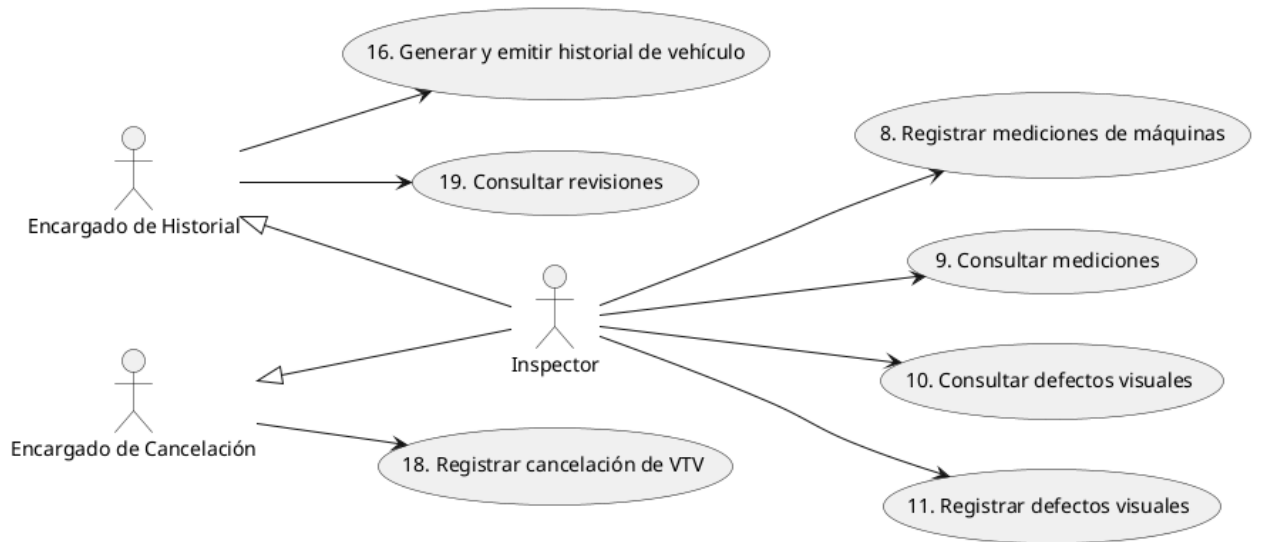 16. Generar y emitir historial de vehículo
8. Registrar mediciones de máquinas
19. Consultar revisiones
Encargado de Historial
9. Consultar mediciones
Inspector
10. Consultar defectos visuales
Encargado de Cancelación
18. Registrar cancelación de VTV
11. Registrar defectos visuales